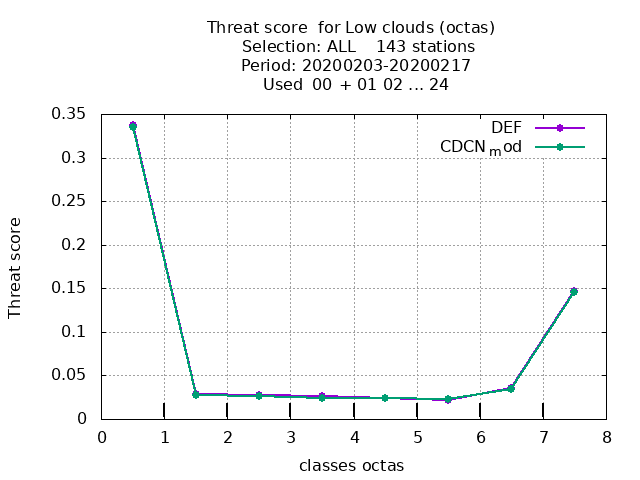 Threat score  for Low clouds (octas)
Selection: ALL    143 stations
Period: 20200203-20200217
Used  00 + 01 02 ... 24
DEF
CDCNmod
0.35
0.3
0.25
0.2
0.15
0.1
0.05
0
Threat score
0 1 2 3 4 5 6 7 8
classes octas